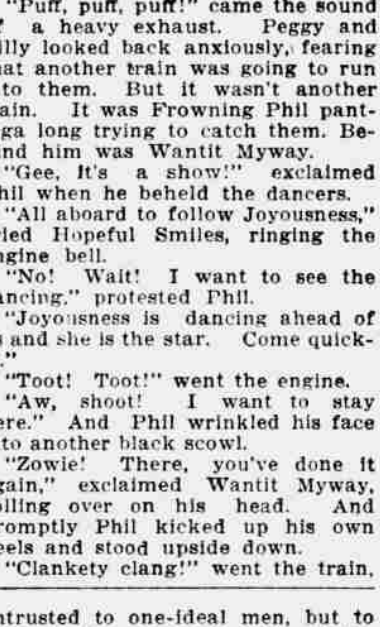 "Puff, puff, puff!" came the sound
f a heavy exhaust. Peggy and
illy looked back anxiously, fearing
hat another train was going to run
to them. But it wasn't another
ain. It was Frowning Phil pant-
ga long trying to catch them. Be-
ind him was Wantit Myway.
"Gee, it's a show!" exclaimed
hil when he beheld the dancers.
"All aboard to follow Joyousness,"
ried Hopeful Smiles, ringing the
ngine bell.
"No! Wait! I want to see the
ancing," protested Phil.
"Joyousness is dancing ahead of
s and she is the star. Come quick-
."
"Toot! Toot!" went the engine.
"Aw, shoot! I want to stay
ere." And Phil wrinkled his face
to another black scowl.
"Zowie! There, you've done it
gain," exclaimed Wantit Myway,
olling over on his head. And
romptly Phil kicked up his own
eels and stood upside down.
"Clankety clang!" went the train,
ntrusted to one-ideal men, but to